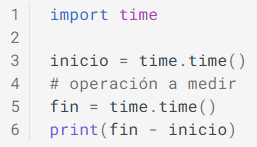 1 import time
2
3 inicio = time.time()
4 # operación a medir
5 fin = time.time()
6 print(fin - inicio)